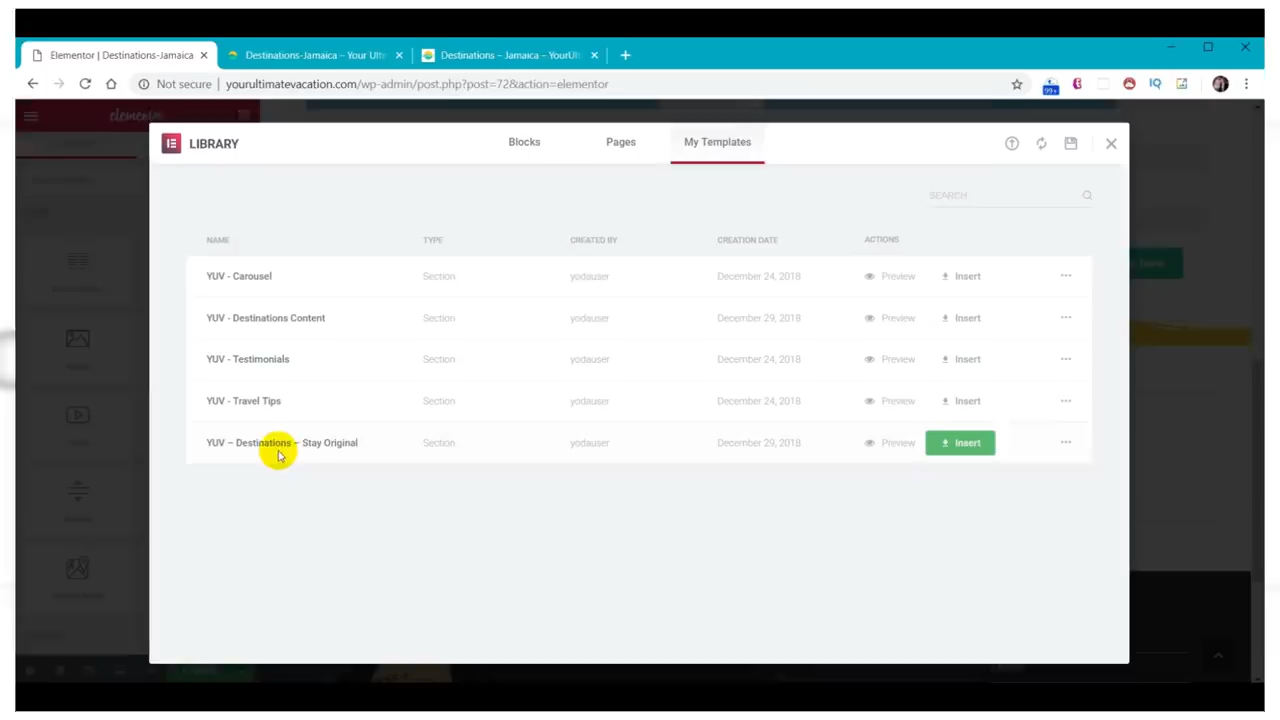 Elementor | Destinations-Jamaica
Destinations-Jamaica – Your Ulti
Destinations – Jamaica – YourUlti
Not secure | yourultimatevacation.com/wp-admin/post.php?post=72&action=elementor
99+
IQ
LIBRARY
Blocks
Pages
My Templates
SEARCH
NAME TYPE CREATED BY CREATION DATE ACTIONS
YUV - Carousel Section yodauser December 24, 2018 Preview Insert
YUV - Destinations Content Section yodauser December 29, 2018 Preview Insert
YUV - Testimonials Section yodauser December 24, 2018 Preview Insert
YUV - Travel Tips Section yodauser December 24, 2018 Preview Insert
YUV – Destinations – Stay Original Section yodauser December 29, 2018 Preview Insert